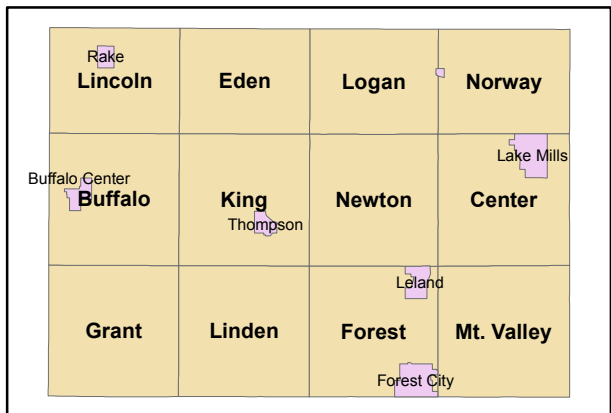 Rake
Lincoln
Eden
Logan
Norway
Lake Mills
Buffalo Center
Buffalo
King
Newton
Center
Thompson
Leland
Grant
Linden
Forest
Mt. Valley
Forest City